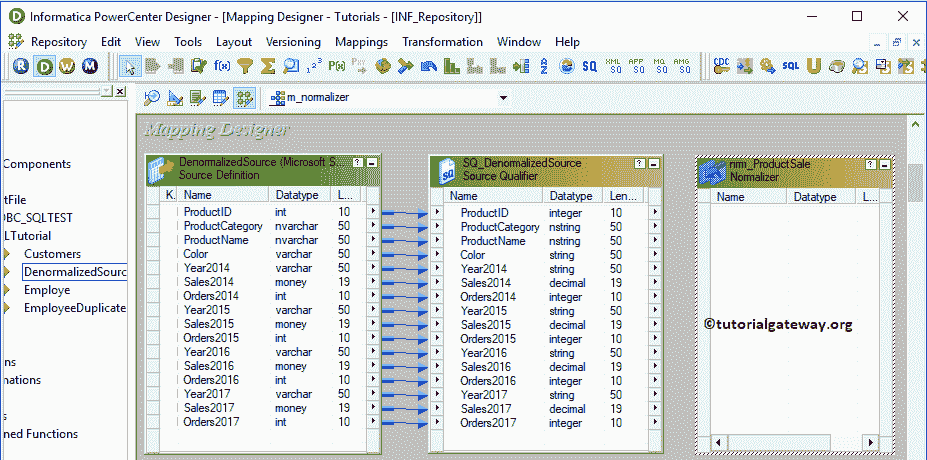 Informatica PowerCenter Designer - [Mapping Designer - Tutorials - [INF_Repository]]
Repository Edit View Tools Layout Versioning Mappings Transformation Window Help
m_normalizer
Mapping Designer
Components
tFile
DBC_SQLTEST
LTutorial
Customers
DenormalizedSourc
Employe
EmployeeDuplicate
ns
mations
s
ned Functions
DenormalizedSource (Microsoft S...
Source Definition
K Name Datatype L...
ProductID int 10
ProductCategory nvarchar 50
ProductName nvarchar 50
Color varchar 50
Year2014 varchar 50
Sales2014 money 19
Orders2014 int 10
Year2015 varchar 50
Sales2015 money 19
Orders2015 int 10
Year2016 varchar 50
Sales2016 money 19
Orders2016 int 10
Year2017 varchar 50
Sales2017 money 19
Orders2017 int 10
SQ_DenormalizedSource
Source Qualifier
Name Datatype Len...
ProductID integer 10
ProductCategory nstring 50
ProductName nstring 50
Color string 50
Year2014 string 50
Sales2014 decimal 19
Orders2014 integer 10
Year2015 string 50
Sales2015 decimal 19
Orders2015 integer 10
Year2016 string 50
Sales2016 decimal 19
Orders2016 integer 10
Year2017 string 50
Sales2017 decimal 19
Orders2017 integer 10
nrm_ProductSale
Normalizer
Name Datatype L...
©tutorialgateway.org